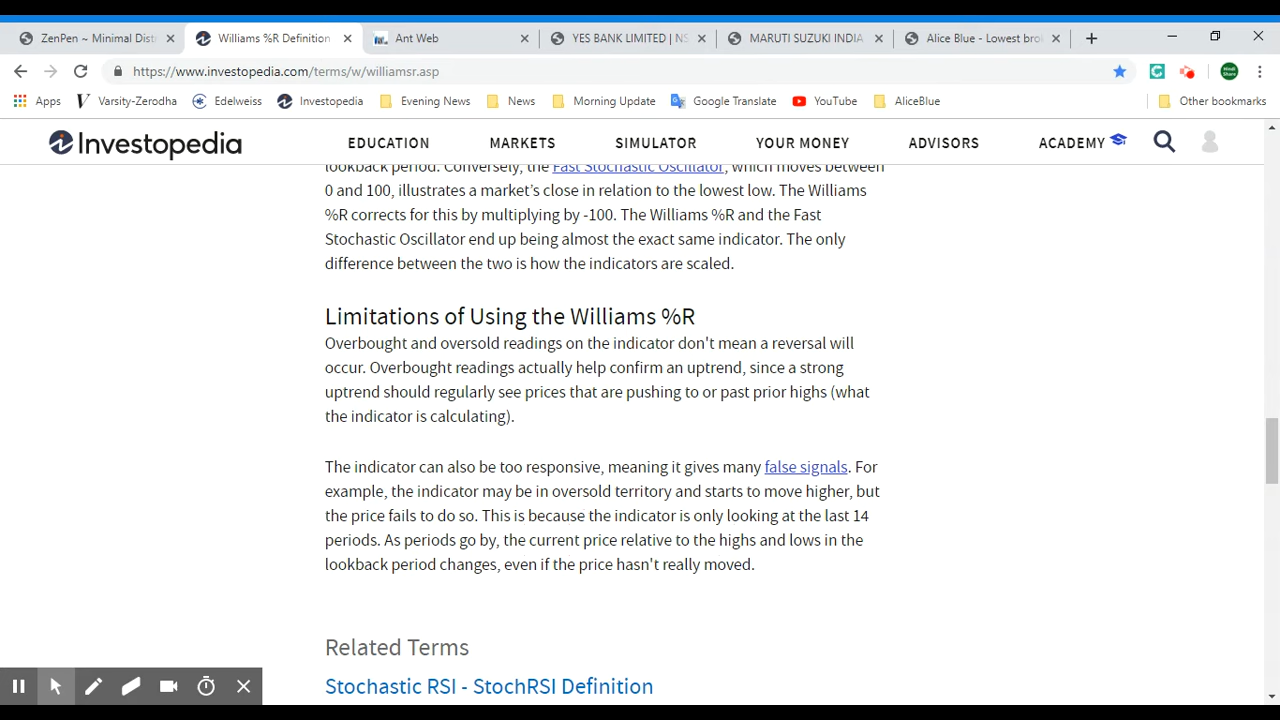 ZenPen ~ Minimal Dist
Williams %R Definition
Ant Web
YES BANK LIMITED | NS
MARUTI SUZUKI INDIA
Alice Blue - Lowest bro
https://www.investopedia.com/terms/w/williamsr.asp
Apps
Varsity-Zerodha
Edelweiss
Investopedia
Evening News
News
Morning Update
Google Translate
YouTube
AliceBlue
Other bookmarks
Investopedia
EDUCATION
MARKETS
SIMULATOR
YOUR MONEY
ADVISORS
ACADEMY
lookback period. Conversely, the Fast Stochastic Oscillator, which moves between
0 and 100, illustrates a market's close in relation to the lowest low. The Williams
%R corrects for this by multiplying by -100. The Williams %R and the Fast
Stochastic Oscillator end up being almost the exact same indicator. The only
difference between the two is how the indicators are scaled.
Limitations of Using the Williams %R
Overbought and oversold readings on the indicator don't mean a reversal will
occur. Overbought readings actually help confirm an uptrend, since a strong
uptrend should regularly see prices that are pushing to or past prior highs (what
the indicator is calculating).
The indicator can also be too responsive, meaning it gives many false signals. For
example, the indicator may be in oversold territory and starts to move higher, but
the price fails to do so. This is because the indicator is only looking at the last 14
periods. As periods go by, the current price relative to the highs and lows in the
lookback period changes, even if the price hasn't really moved.
Related Terms
Stochastic RSI - StochRSI Definition